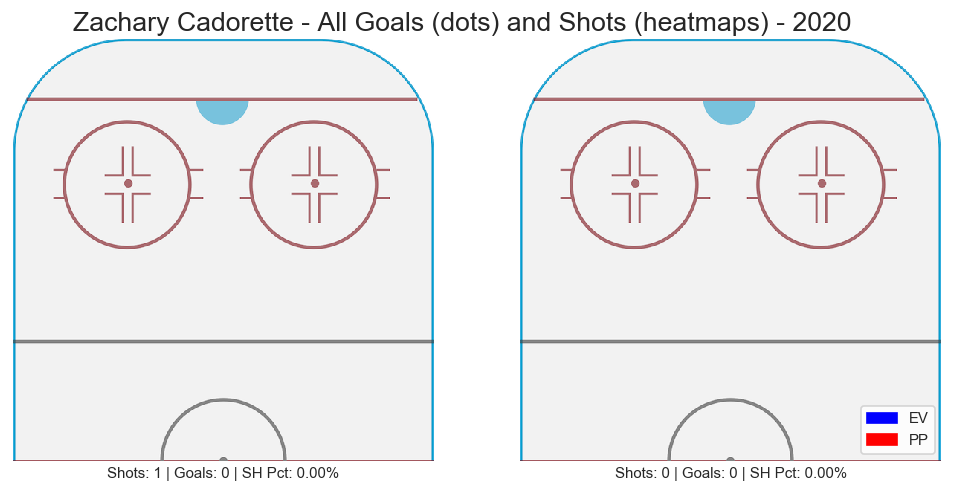 Zachary Cadorette - All Goals (dots) and Shots (heatmaps) - 2020
EV
PP
Shots: 1 | Goals: 0 | SH Pct: 0.00%
Shots: 0 | Goals: 0 | SH Pct: 0.00%